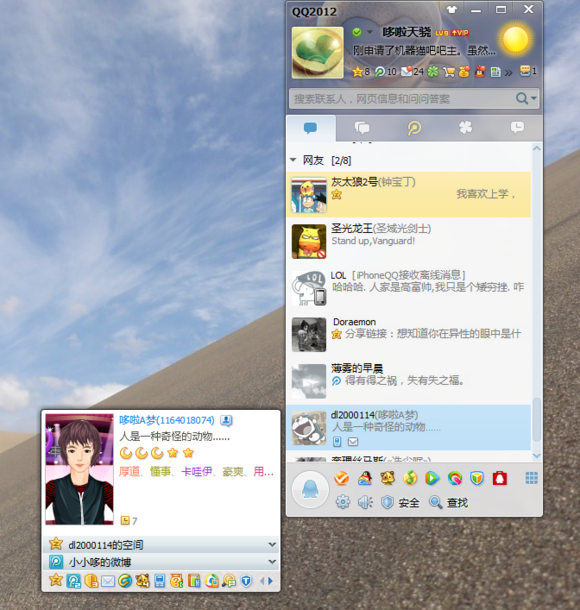 QQ2012
哆啦天骁 LV9 VIP
刚申请了机器猫吧吧主。虽然...
8 10 24 1
搜索联系人，网页信息和问问答案
网友 [2/8]
灰太狼2号(钟宝丁)
我喜欢上学，
圣光龙王(圣域光剑士)
Stand up,Vanguard!
LOL [iPhoneQQ接收离线消息]
哈哈哈. 人家是高富帅,我只是个矮穷挫. 咋
Doraemon
分享链接：想知道你在异性的眼中是什
薄雾的早晨
得有得之祸，失有失之福。
dl2000114(哆啦A梦)
人是一种奇怪的动物......
安全 查找
哆啦A梦(1164018074)
人是一种奇怪的动物......
厚道、懂事、卡哇伊、豪爽、用...
7
dl2000114的空间
小小哆的微博